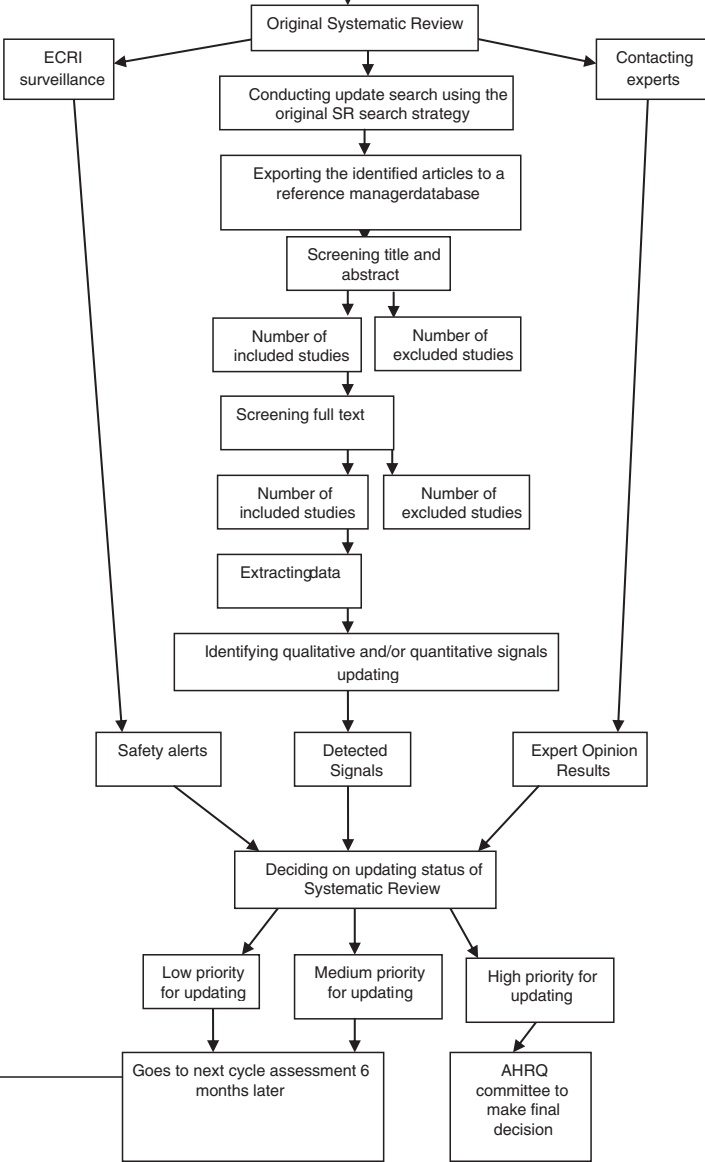 Original Systematic Review
ECRI
surveillance
Contacting
experts
Conducting update search using the
original SR search strategy
Exporting the identified articles to a
reference managerdatabase
Screening title and
abstract
Number of
included studies
Number of
excluded studies
Screening full text
Number of
included studies
Number of
excluded studies
Extractingdata
Identifying qualitative and/or quantitative signals
updating
Safety alerts
Detected
Signals
Expert Opinion
Results
Deciding on updating status of
Systematic Review
Low priority
for updating
Medium priority
for updating
High priority for
updating
Goes to next cycle assessment 6
months later
AHRQ
committee to
make final
decision